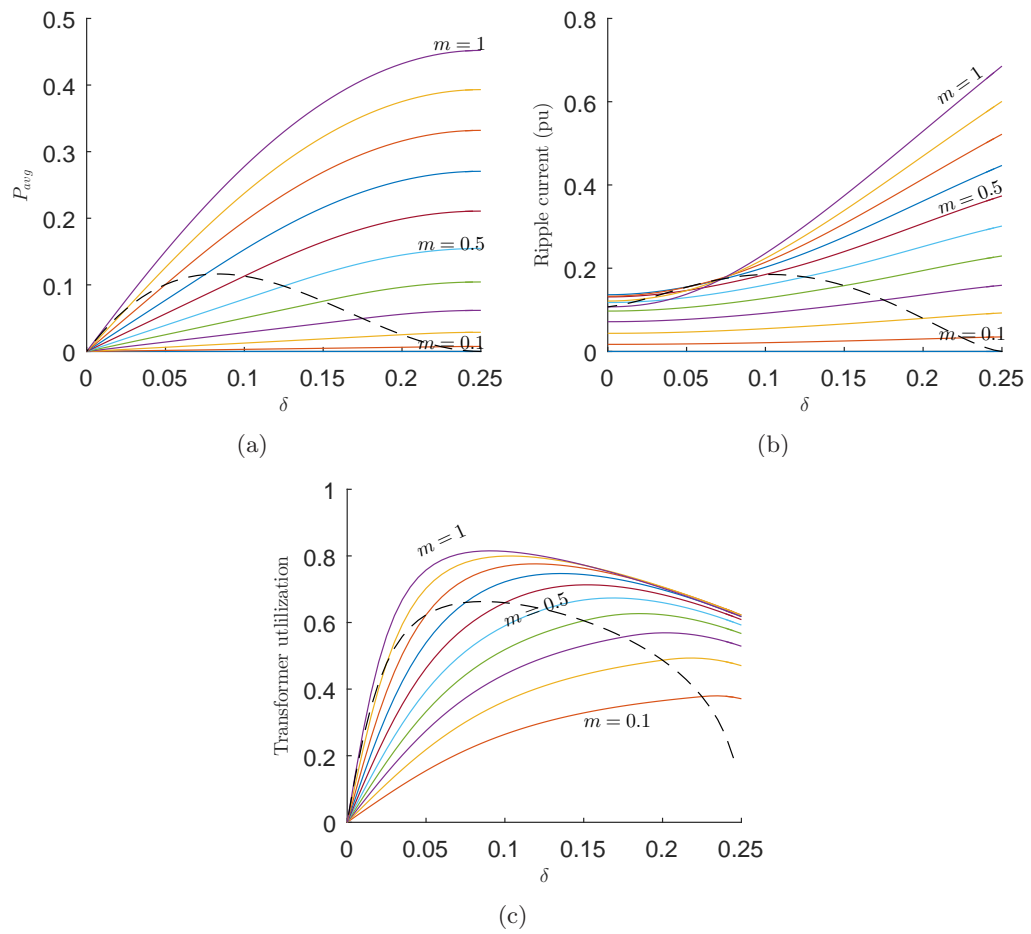 0.5
0.4
0.3
0.2
0.1
0
P_avg
m = 1
m = 0.5
m = 0.1
0 0.05 0.1 0.15 0.2 0.25
δ
(a)
0.8
0.6
0.4
0.2
0
Ripple current (pu)
m = 1
m = 0.5
m = 0.1
0 0.05 0.1 0.15 0.2 0.25
δ
(b)
1
0.8
0.6
0.4
0.2
0
Transformer utlilization
m = 1
m = 0.5
m = 0.1
0 0.05 0.1 0.15 0.2 0.25
δ
(c)